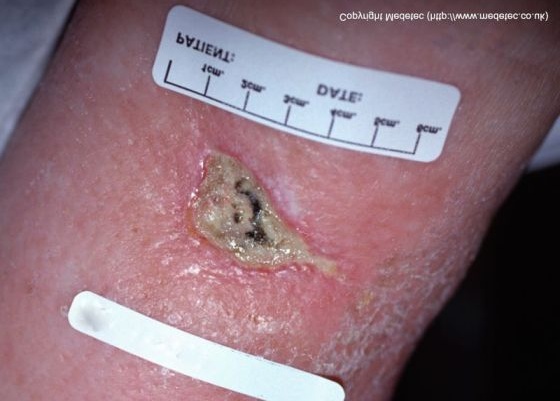 Copyright Medetec (http://www.medetec.co.uk)
PATIENT:
DATE:
1cm. 2cm. 3cm. 4cm. 5cm. 6cm.